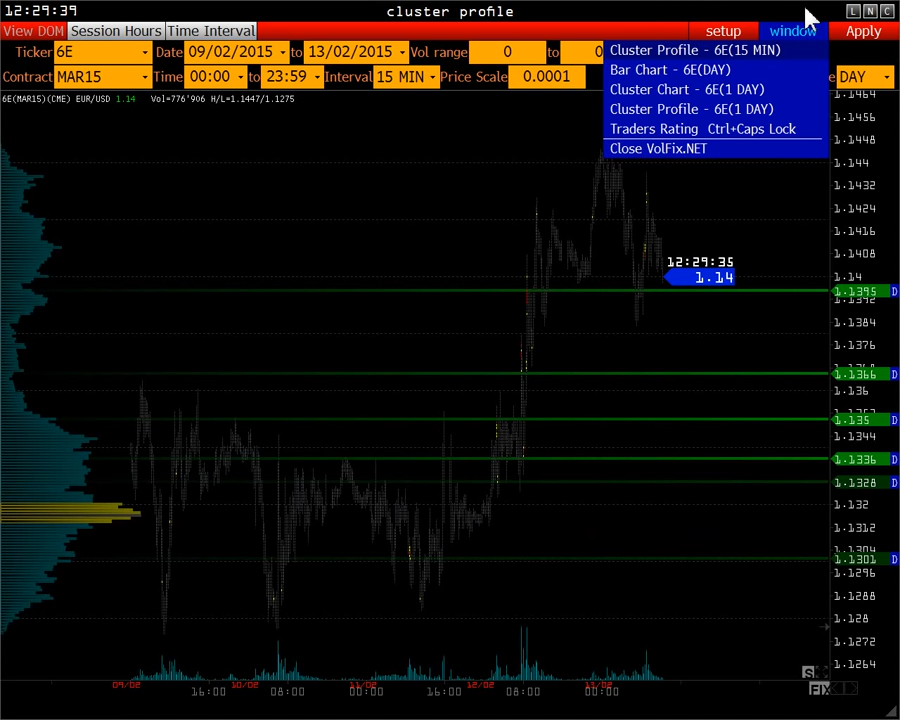 12:29:39 cluster profile L N C
View DOM Session Hours Time Interval setup window Apply
Ticker 6E Date 09/02/2015 to 13/02/2015 Vol range 0 to 0
Contract MAR15 Time 00:00 to 23:59 Interval 15 MIN Price Scale 0.0001 DAY
Cluster Profile - 6E(15 MIN)
Bar Chart - 6E(DAY)
Cluster Chart - 6E(1 DAY)
Cluster Profile - 6E(1 DAY)
Traders Rating Ctrl+Caps Lock
Close VolFix.NET
6E(MAR15)(CME) EUR/USD 1.14 Vol=776'906 H/L=1.1447/1.1275
1.1464
1.1456
1.1448
1.144
1.1432
1.1424
1.1416
1.1408
12:29:35
1.14
1.14
1.1395 D
1.1392
1.1384
1.1376
1.1366 D
1.136
1.135 D
1.1344
1.1336 D
1.1328 D
1.132
1.1312
1.1304
1.1301 D
1.1296
1.1288
1.128
1.1272
1.1264
S
FIX
09/02 16:00 10/02 08:00 11/02 00:00 16:00 12/02 08:00 13/02 00:00